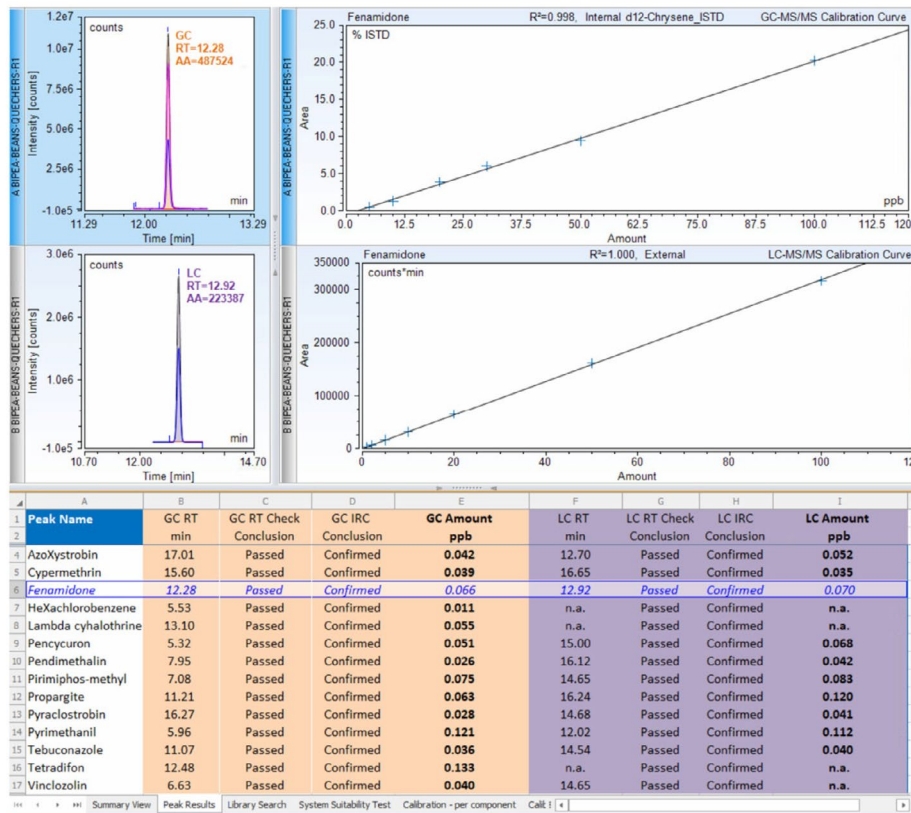 A BIPEA-BEANS-QUECHERS-R1
1.2e7
1.0e7
7.5e6
5.0e6
2.5e6
-1.0e5
Intensity [counts]
counts
GC
RT=12.28
AA=487524
min
11.29 12.00 13.29
Time [min]
A BIPEA-BEANS-QUECHERS-R1
Fenamidone R²=0.998, Internal d12-Chrysene_ISTD GC-MS/MS Calibration Curve
% ISTD
25.0
20.0
15.0
10.0
5.0
0.0
Area
ppb
0.0 12.5 25.0 37.5 50.0 62.5 75.0 87.5 100.0 112.5 120
Amount
B BIPEA-BEANS-QUECHERS-R1
3.0e6
2.0e6
1.0e6
-1.0e5
Intensity [counts]
counts
LC
RT=12.92
AA=223387
min
10.70 12.00 14.70
Time [min]
B BIPEA-BEANS-QUECHERS-R1
Fenamidone R²=1.000, External LC-MS/MS Calibration Curve
counts*min
350000
300000
200000
100000
0
Area
0 20 40 60 80 100 120
Amount
A B C D E F G H I
1 Peak Name GC RT GC RT Check GC IRC GC Amount LC RT LC RT Check LC IRC LC Amount
2 min Conclusion Conclusion ppb min Conclusion Conclusion ppb
4 AzoXystrobin 17.01 Passed Confirmed 0.042 12.70 Passed Confirmed 0.052
5 Cypermethrin 15.60 Passed Confirmed 0.039 16.65 Passed Confirmed 0.035
6 Fenamidone 12.28 Passed Confirmed 0.066 12.92 Passed Confirmed 0.070
7 HeXachlorobenzene 5.53 Passed Confirmed 0.011 n.a. Passed Confirmed n.a.
8 Lambda cyhalothrine 13.10 Passed Confirmed 0.055 n.a. Passed Confirmed n.a.
9 Pencycuron 5.32 Passed Confirmed 0.051 15.00 Passed Confirmed 0.068
10 Pendimethalin 7.95 Passed Confirmed 0.026 16.12 Passed Confirmed 0.042
11 Pirimiphos-methyl 7.08 Passed Confirmed 0.075 14.65 Passed Confirmed 0.083
12 Propargite 11.21 Passed Confirmed 0.063 16.24 Passed Confirmed 0.120
13 Pyraclostrobin 16.27 Passed Confirmed 0.028 14.68 Passed Confirmed 0.041
14 Pyrimethanil 5.96 Passed Confirmed 0.121 12.02 Passed Confirmed 0.112
15 Tebuconazole 11.07 Passed Confirmed 0.036 14.54 Passed Confirmed 0.040
16 Tetradifon 12.48 Passed Confirmed 0.133 n.a. Passed Confirmed n.a.
17 Vinclozolin 6.63 Passed Confirmed 0.040 14.65 Passed Confirmed n.a.
Summary View Peak Results Library Search System Suitability Test Calibration - per component